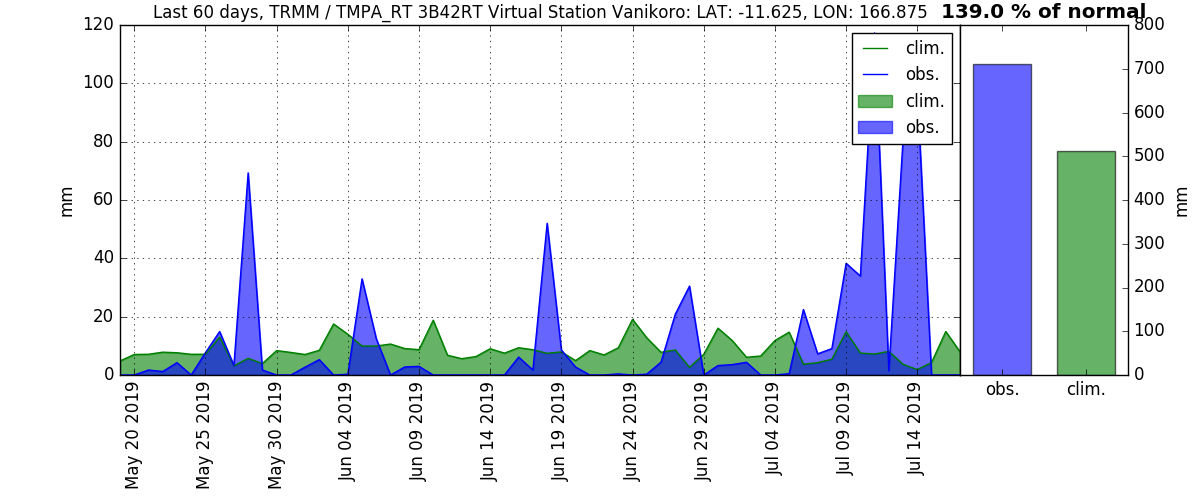 Last 60 days, TRMM / TMPA_RT 3B42RT Virtual Station Vanikoro: LAT: -11.625, LON: 166.875 139.0 % of normal
120
100
80
60
40
20
0
mm
clim.
obs.
clim.
obs.
800
700
600
500
400
300
200
100
0
mm
obs.
clim.
May 20 2019
May 25 2019
May 30 2019
Jun 04 2019
Jun 09 2019
Jun 14 2019
Jun 19 2019
Jun 24 2019
Jun 29 2019
Jul 04 2019
Jul 09 2019
Jul 14 2019